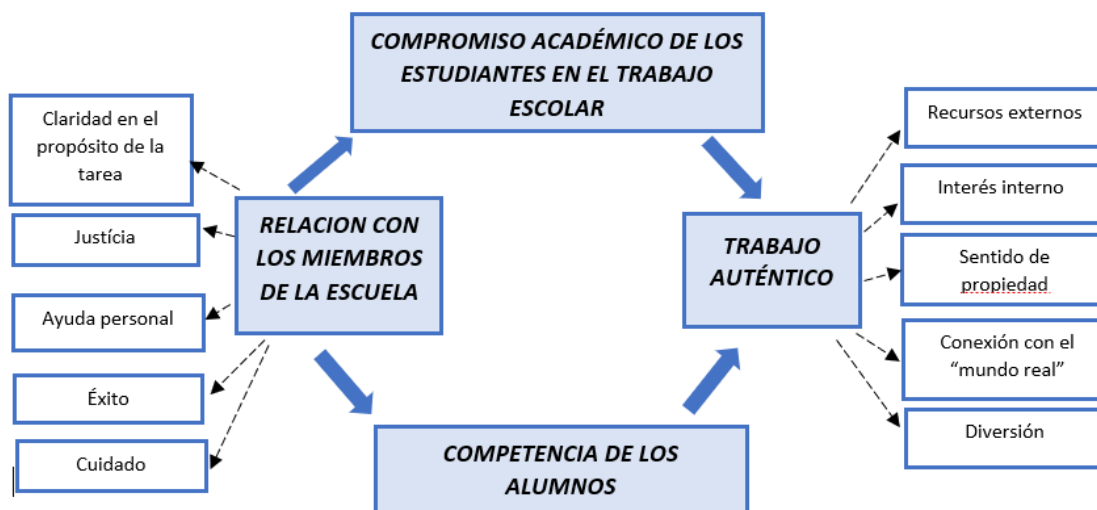 COMPROMISO ACADÉMICO DE LOS
ESTUDIANTES EN EL TRABAJO
ESCOLAR
Claridad en el
propósito de la
tarea
Justícia
Ayuda personal
Éxito
Cuidado
RELACION CON
LOS MIEMBROS
DE LA ESCUELA
TRABAJO
AUTÉNTICO
Recursos externos
Interés interno
Sentido de
propiedad
Conexión con el
“mundo real”
Diversión
COMPETENCIA DE LOS
ALUMNOS